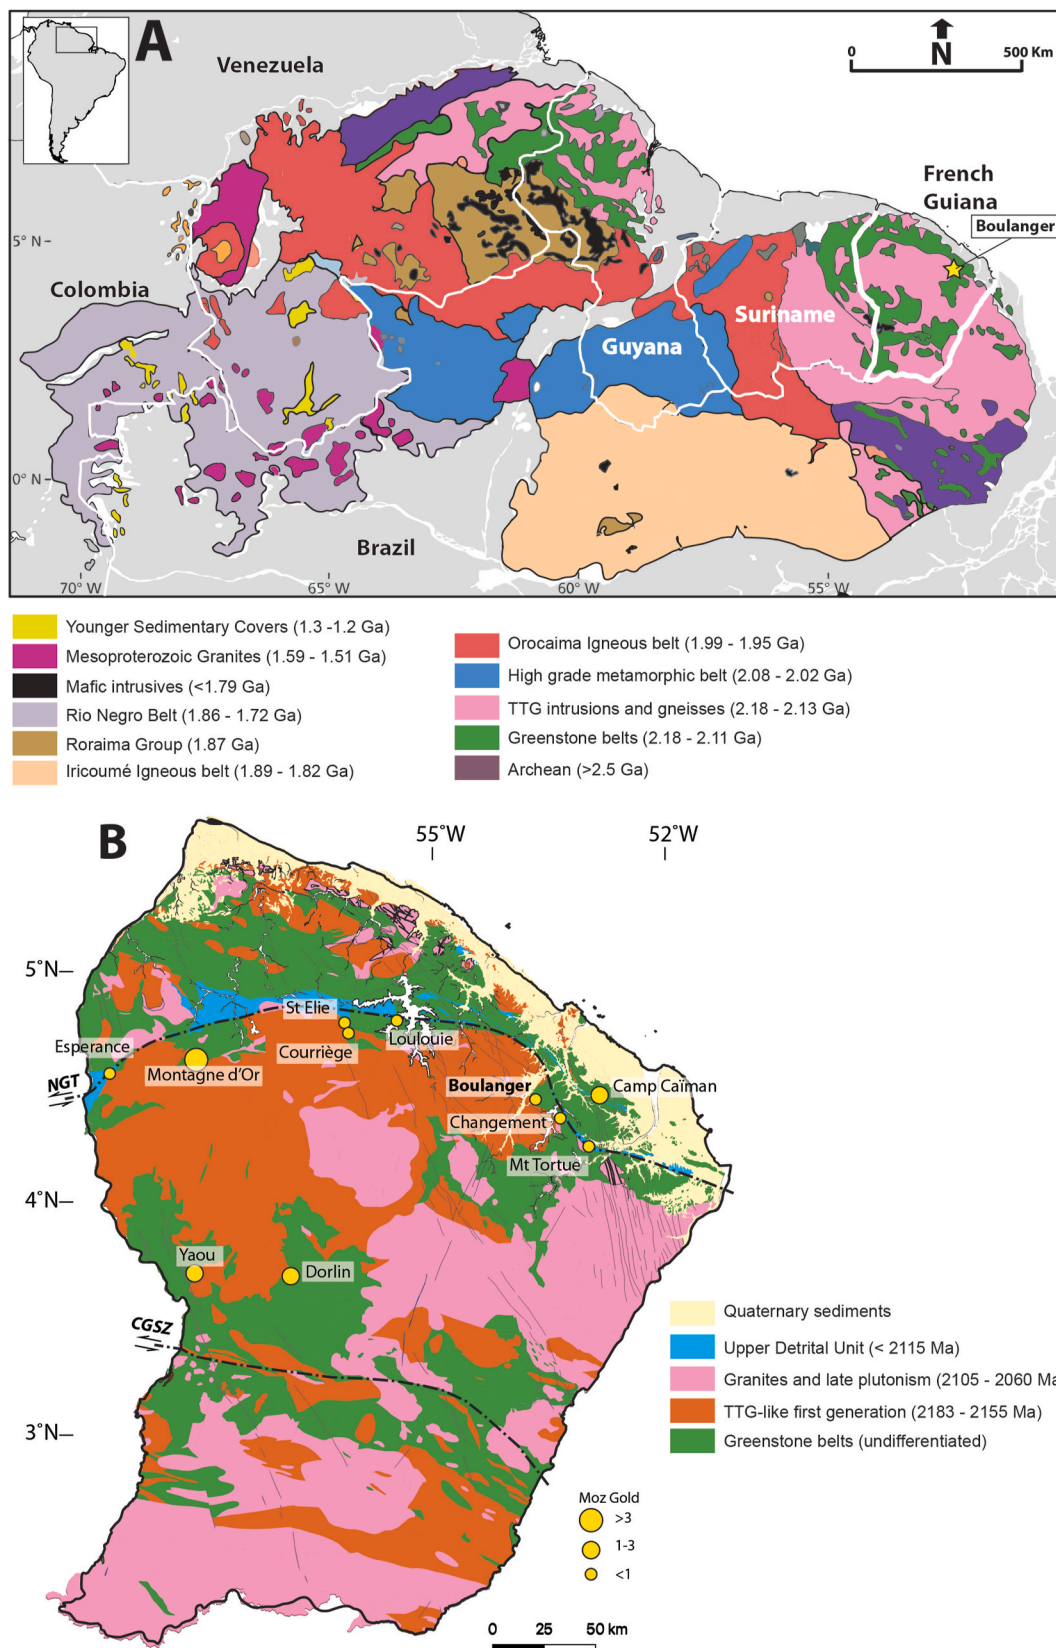 A
Venezuela
N
0
500 Km
French
Guiana
Boulanger
5° N
Colombia
Suriname
Guyana
0° N
Brazil
70° W
65° W
60° W
55° W
Younger Sedimentary Covers (1.3 -1.2 Ga)
Mesoproterozoic Granites (1.59 - 1.51 Ga)
Mafic intrusives (<1.79 Ga)
Rio Negro Belt (1.86 - 1.72 Ga)
Roraima Group (1.87 Ga)
Iricoumé Igneous belt (1.89 - 1.82 Ga)
Orocaima Igneous belt (1.99 - 1.95 Ga)
High grade metamorphic belt (2.08 - 2.02 Ga)
TTG intrusions and gneisses (2.18 - 2.13 Ga)
Greenstone belts (2.18 - 2.11 Ga)
Archean (>2.5 Ga)
B
55°W
52°W
5°N
St Elie
Loulouie
Courriège
Esperance
Montagne d'Or
NGT
Boulanger
Camp Caïman
Changement
Mt Tortue
4°N
Yaou
Dorlin
CGSZ
3°N
Quaternary sediments
Upper Detrital Unit (< 2115 Ma)
Granites and late plutonism (2105 - 2060 Ma
TTG-like first generation (2183 - 2155 Ma)
Greenstone belts (undifferentiated)
Moz Gold
>3
1-3
<1
0 25 50 km